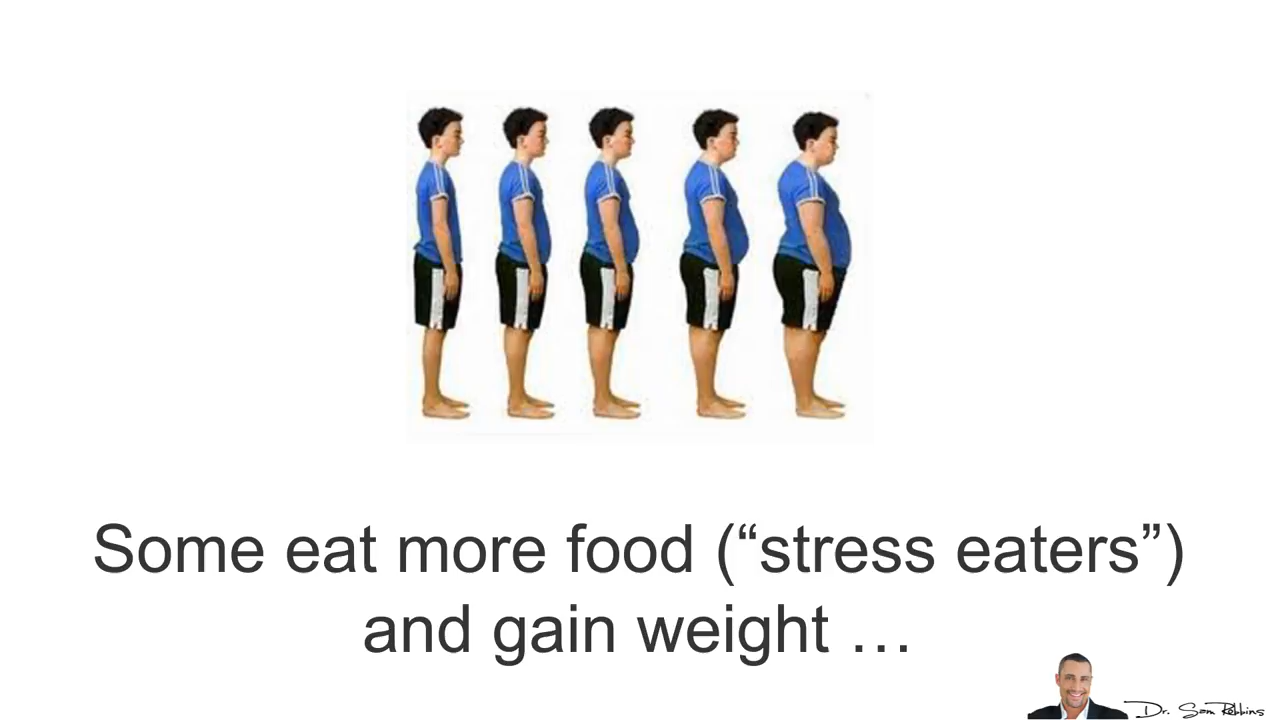 Some eat more food (“stress eaters”)
and gain weight …
Dr. Sam Robbins